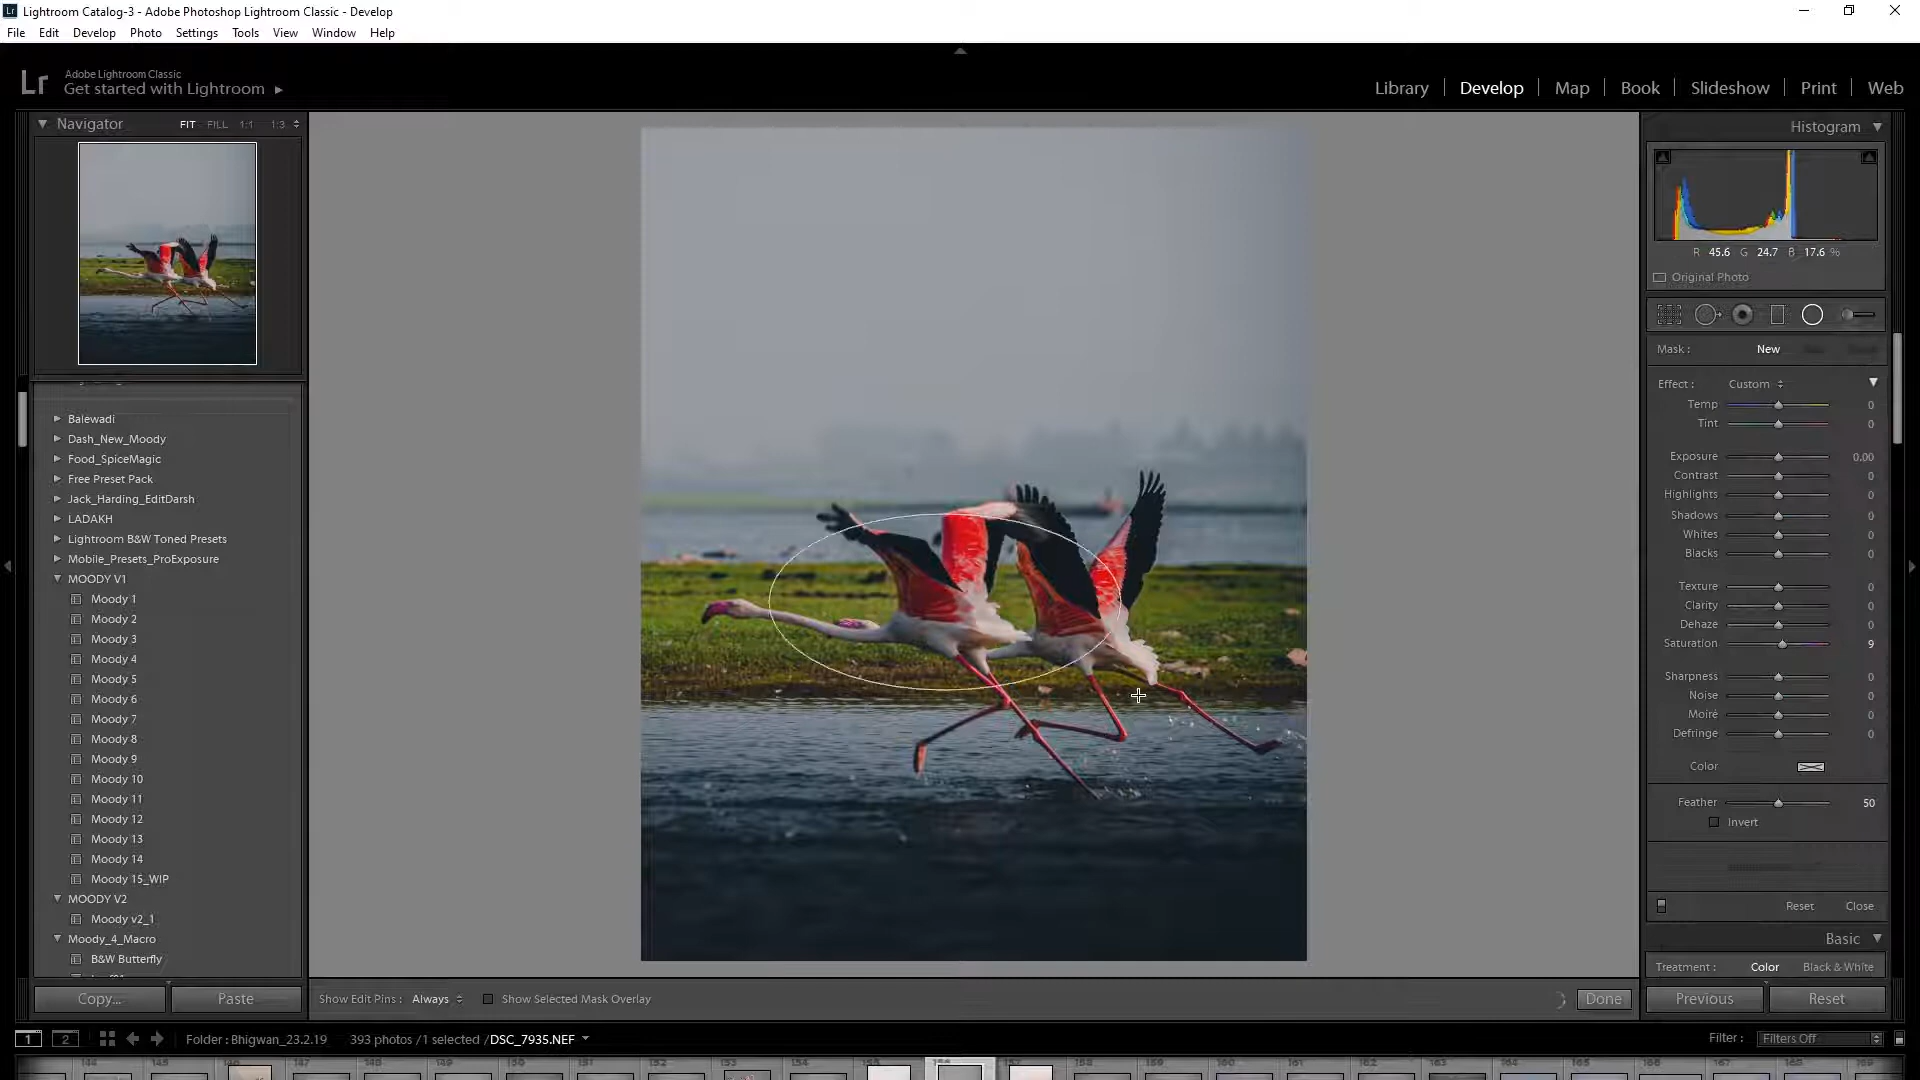 Lightroom Catalog-3 - Adobe Photoshop Lightroom Classic - Develop
File Edit Develop Photo Settings Tools View Window Help
Lr Adobe Lightroom Classic
Get started with Lightroom
Library Develop Map Book Slideshow Print Web
Navigator FIT FILL 1:1 1:3
Histogram
R 45.6 G 24.7 B 17.6 %
Original Photo
Mask : New
Effect : Custom
Temp 0
Tint 0
Exposure 0.00
Contrast 0
Highlights 0
Shadows 0
Whites 0
Blacks 0
Texture 0
Clarity 0
Dehaze 0
Saturation 9
Sharpness 0
Noise 0
Moiré 0
Defringe 0
Color
Feather 50
Invert
Reset Close
Basic
Treatment : Color Black & White
Previous Reset
Balewadi
Dash_New_Moody
Food_SpiceMagic
Free Preset Pack
Jack_Harding_EditDarsh
LADAKH
Lightroom B&W Toned Presets
Mobile_Presets_ProExposure
MOODY V1
Moody 1
Moody 2
Moody 3
Moody 4
Moody 5
Moody 6
Moody 7
Moody 8
Moody 9
Moody 10
Moody 11
Moody 12
Moody 13
Moody 14
Moody 15_WIP
MOODY V2
Moody v2_1
Moody_4_Macro
B&W Butterfly
Copy... Paste
Show Edit Pins : Always Show Selected Mask Overlay Done
1 2 Folder : Bhigwan_23.2.19 393 photos /1 selected /DSC_7935.NEF Filter : Filters Off